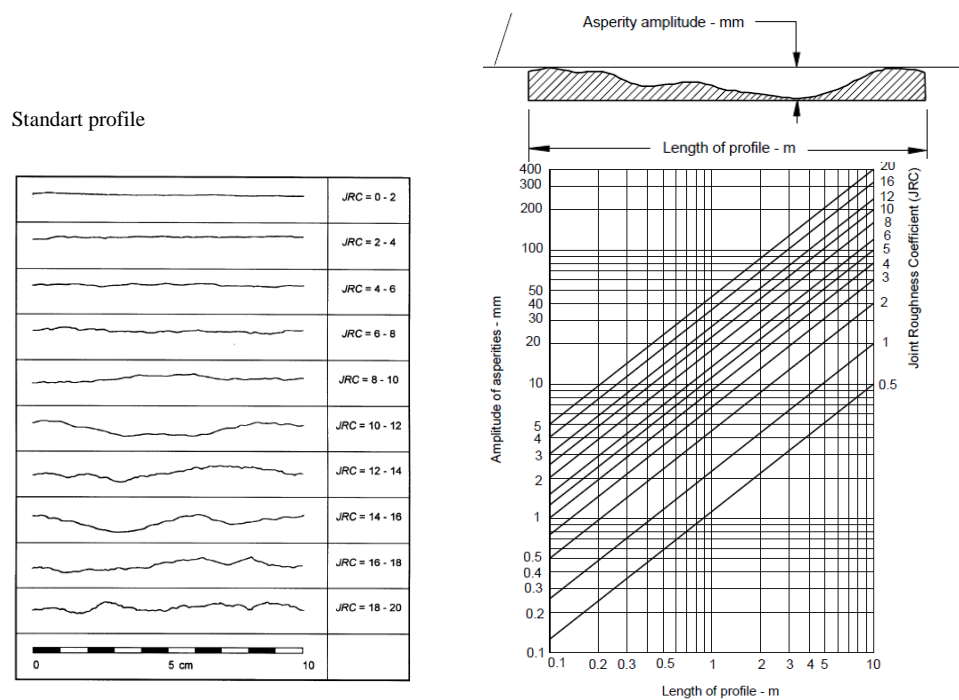 Standart profile
JRC = 0 - 2
JRC = 2 - 4
JRC = 4 - 6
JRC = 6 - 8
JRC = 8 - 10
JRC = 10 - 12
JRC = 12 - 14
JRC = 14 - 16
JRC = 16 - 18
JRC = 18 - 20
0 5 cm 10
Asperity amplitude - mm
Length of profile - m
Amplitude of asperities - mm
400
300
200
100
50
40
30
20
10
5
4
3
2
1
0.5
0.4
0.3
0.2
0.1
0.1 0.2 0.3 0.5 1 2 3 4 5 10
Length of profile - m
20
16
12
10
8
6
5
4
3
2
1
0.5
Joint Roughness Coefficient (JRC)